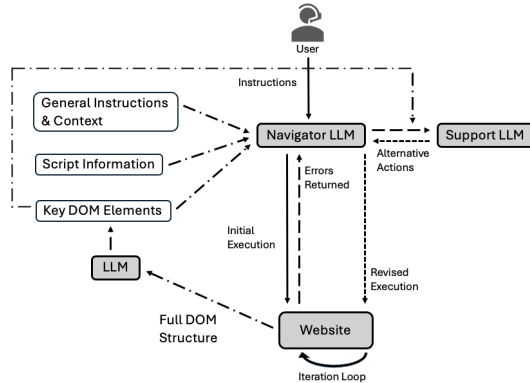 User
Instructions
General Instructions
& Context
Navigator LLM
Support LLM
Alternative
Actions
Script Information
Errors
Returned
Key DOM Elements
Initial
Execution
LLM
Revised
Execution
Full DOM
Structure
Website
Iteration Loop